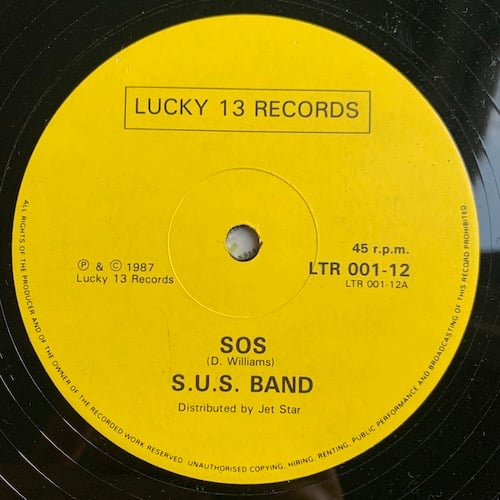 LUCKY 13 RECORDS
45 r.p.m.
LTR 001-12
LTR 001-12A
℗ & © 1987
Lucky 13 Records
SOS
(D. Williams)
S.U.S. BAND
Distributed by Jet Star
ALL RIGHTS OF THE PRODUCER AND OF THE OWNER OF THE RECORDED WORK RESERVED. UNAUTHORISED COPYING, HIRING, RENTING, PUBLIC PERFORMANCE AND BROADCASTING OF THIS RECORD PROHIBITED